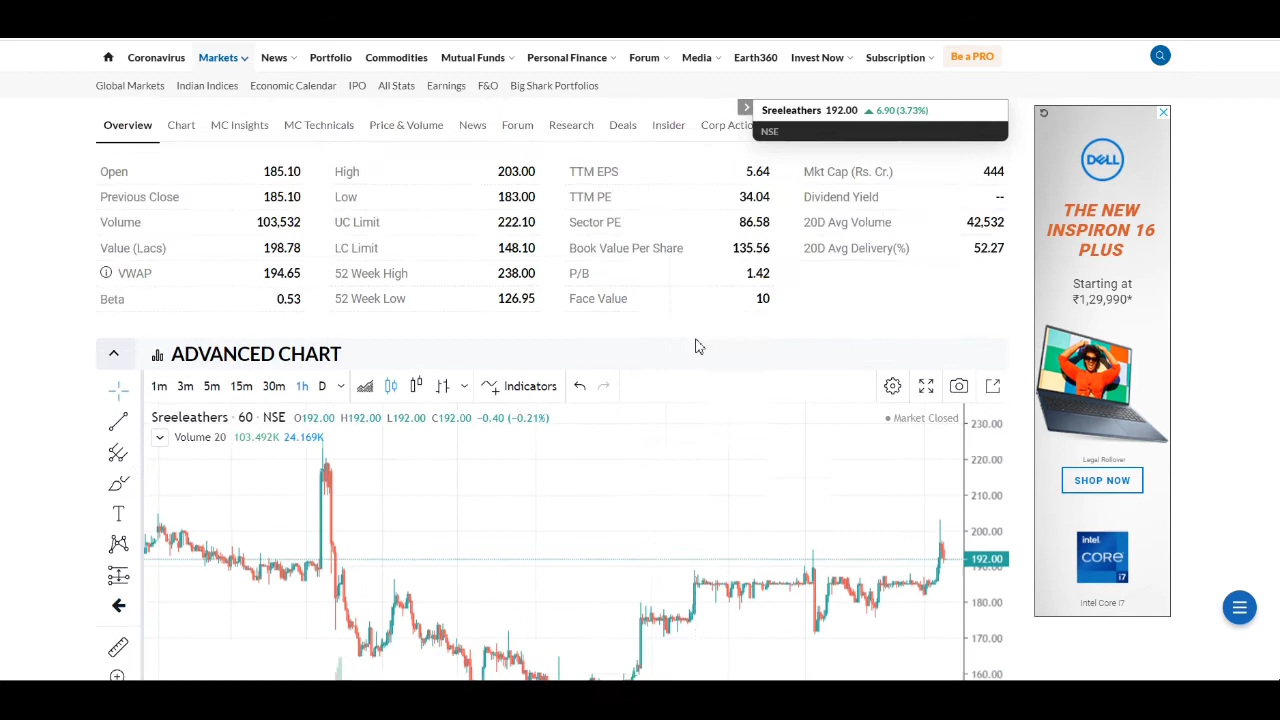 Coronavirus Markets News Portfolio Commodities Mutual Funds Personal Finance Forum Media Earth360 Invest Now Subscription Be a PRO
Global Markets Indian Indices Economic Calendar IPO All Stats Earnings F&O Big Shark Portfolios
Sreeleathers 192.00 6.90 (3.73%)
NSE
Overview Chart MC Insights MC Technicals Price & Volume News Forum Research Deals Insider Corp Actio
Open 185.10 High 203.00 TTM EPS 5.64 Mkt Cap (Rs. Cr.) 444
Previous Close 185.10 Low 183.00 TTM PE 34.04 Dividend Yield --
Volume 103,532 UC Limit 222.10 Sector PE 86.58 20D Avg Volume 42,532
Value (Lacs) 198.78 LC Limit 148.10 Book Value Per Share 135.56 20D Avg Delivery(%) 52.27
VWAP 194.65 52 Week High 238.00 P/B 1.42
Beta 0.53 52 Week Low 126.95 Face Value 10
ADVANCED CHART
1m 3m 5m 15m 30m 1h D Indicators
Sreeleathers · 60 · NSE O192.00 H192.00 L192.00 C192.00 -0.40 (-0.21%) Market Closed
Volume 20 103.492K 24.169K
230.00
220.00
210.00
200.00
192.00
190.00
180.00
170.00
160.00
DELL
THE NEW
INSPIRON 16
PLUS
Starting at
₹1,29,990*
Legal Rollover
SHOP NOW
intel
CORE
i7
Intel Core i7